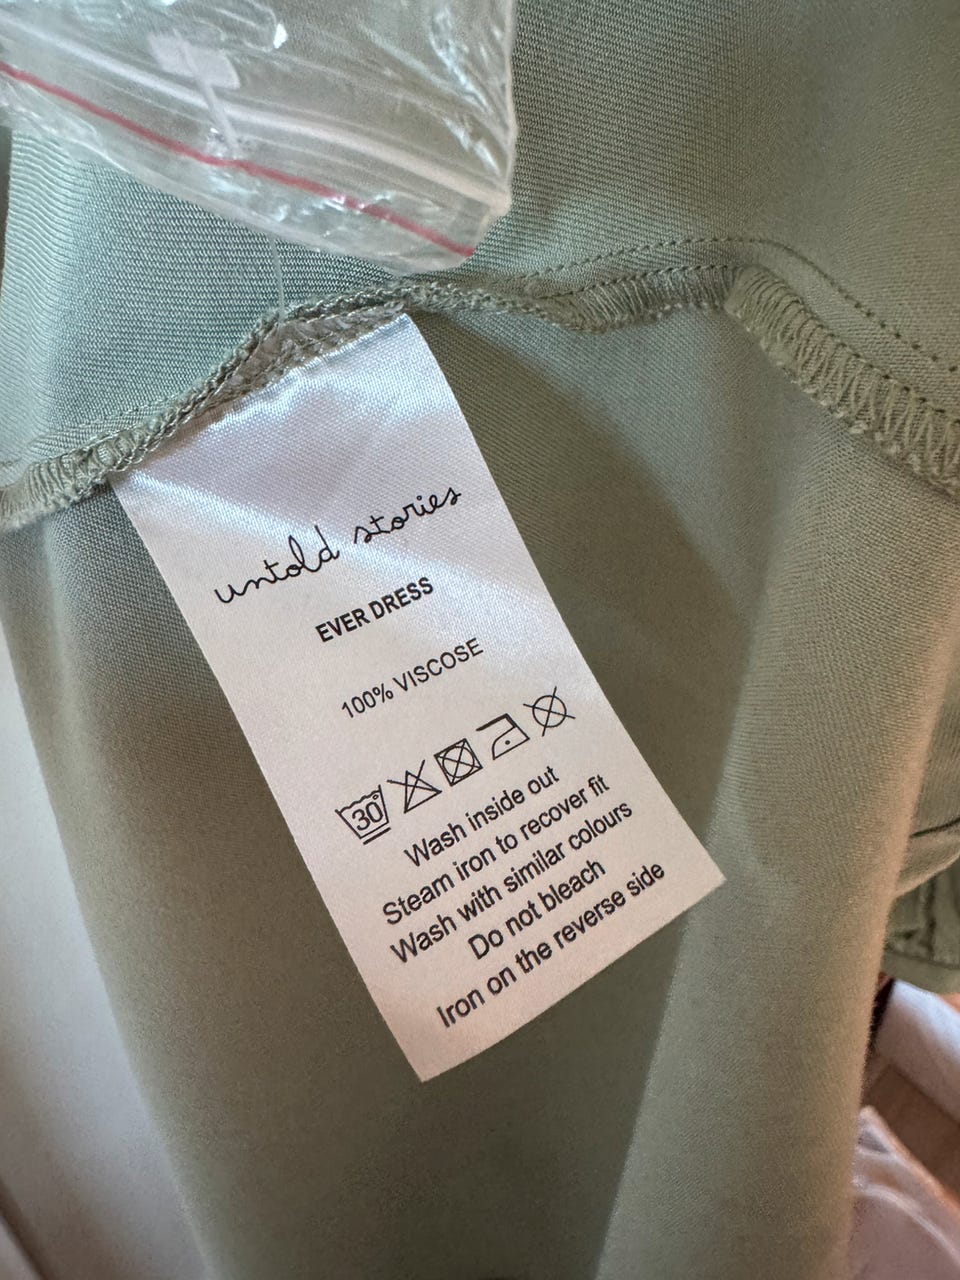 untold stories
EVER DRESS
100% VISCOSE
30°
Wash inside out
Steam iron to recover fit
Wash with similar colours
Do not bleach
Iron on the reverse side